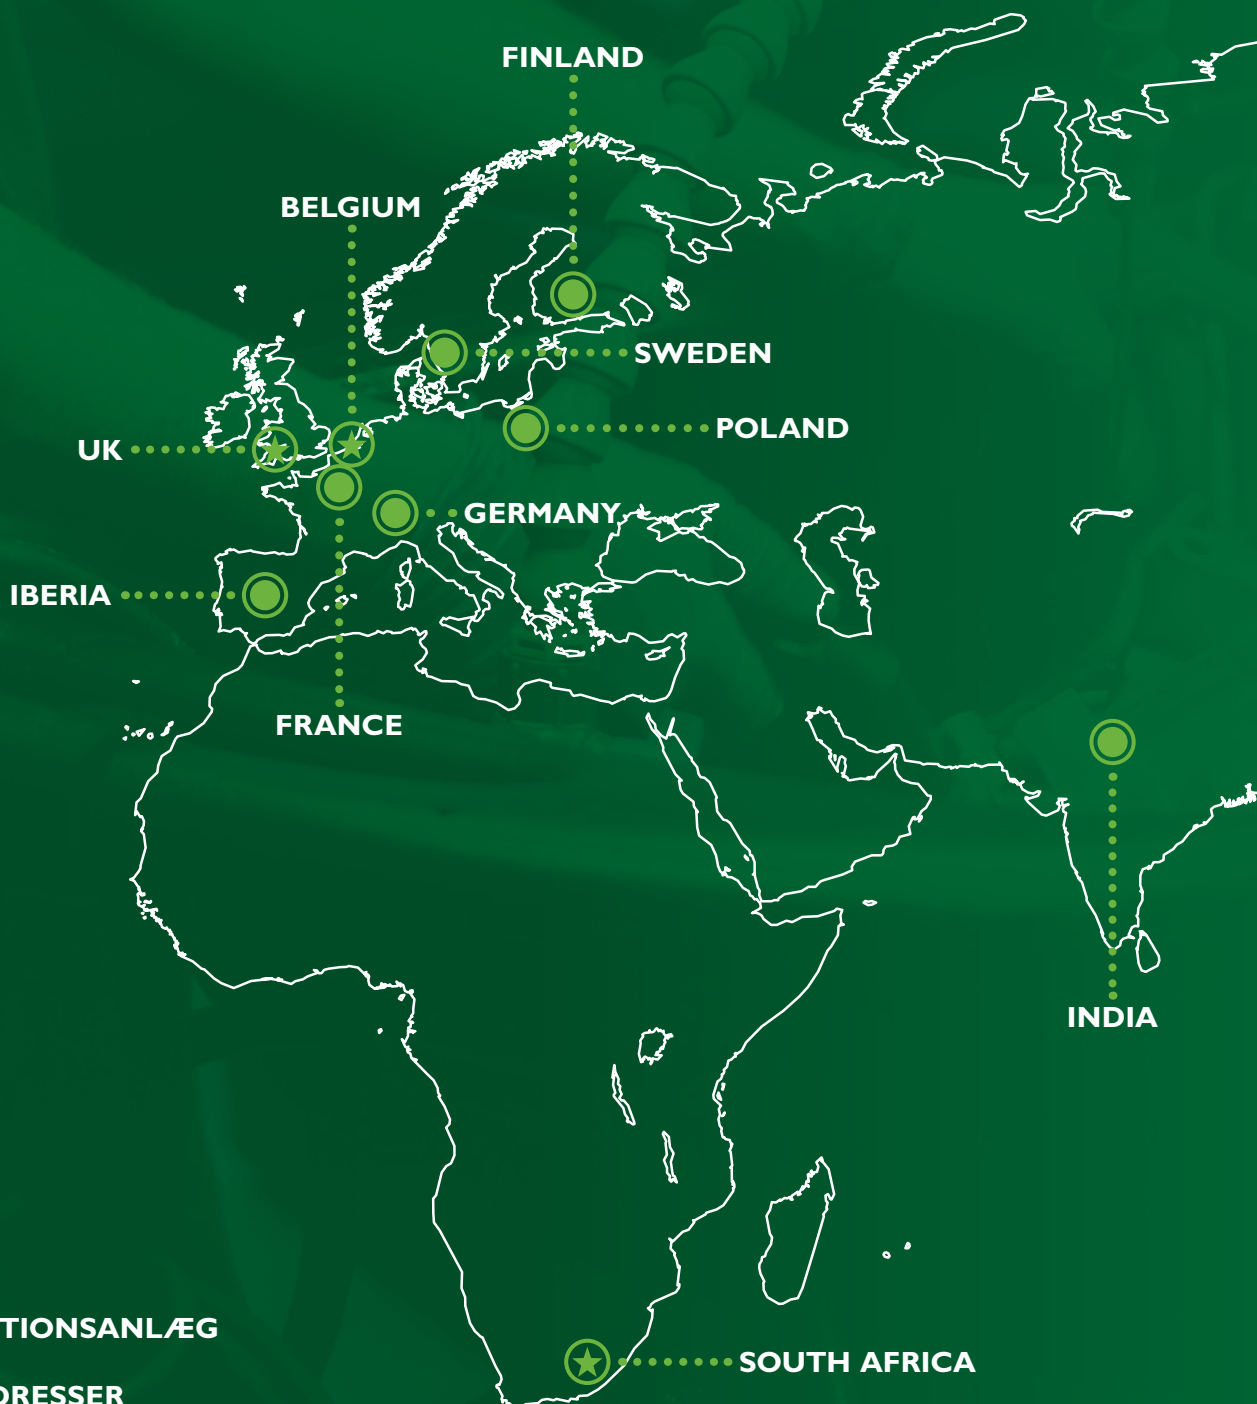 FINLAND
BELGIUM
SWEDEN
POLAND
UK
GERMANY
IBERIA
FRANCE
INDIA
TIONSANLÆG
SOUTH AFRICA
DRESSER